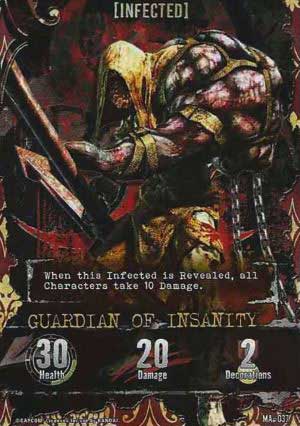 [INFECTED]
When this Infected is Revealed, all
Characters take 10 Damage.
GUARDIAN OF INSANITY
30 20 2
Health Damage Decorations
©CAPCOM
MA-037